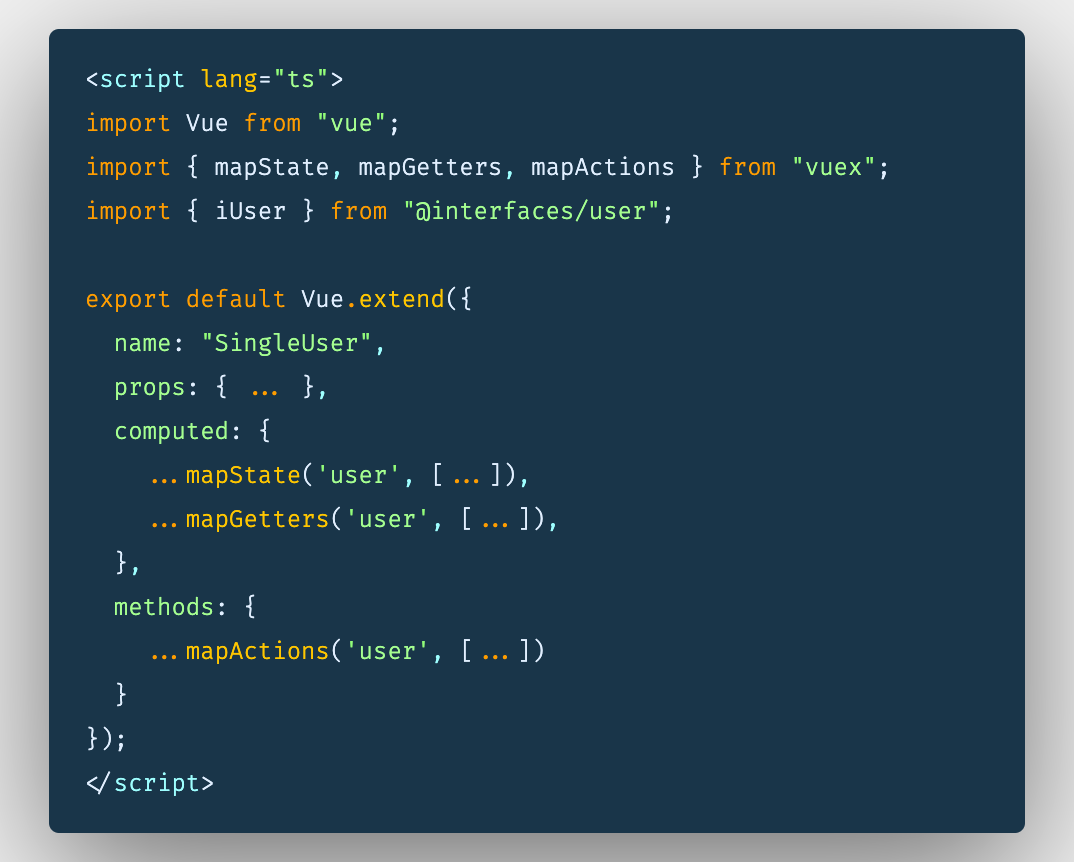 <script lang="ts">
import Vue from "vue";
import { mapState, mapGetters, mapActions } from "vuex";
import { iUser } from "@interfaces/user";

export default Vue.extend({
  name: "SingleUser",
  props: { ... },
  computed: {
    ...mapState('user', [...]),
    ...mapGetters('user', [...]),
  },
  methods: {
    ...mapActions('user', [...])
  }
});
</script>